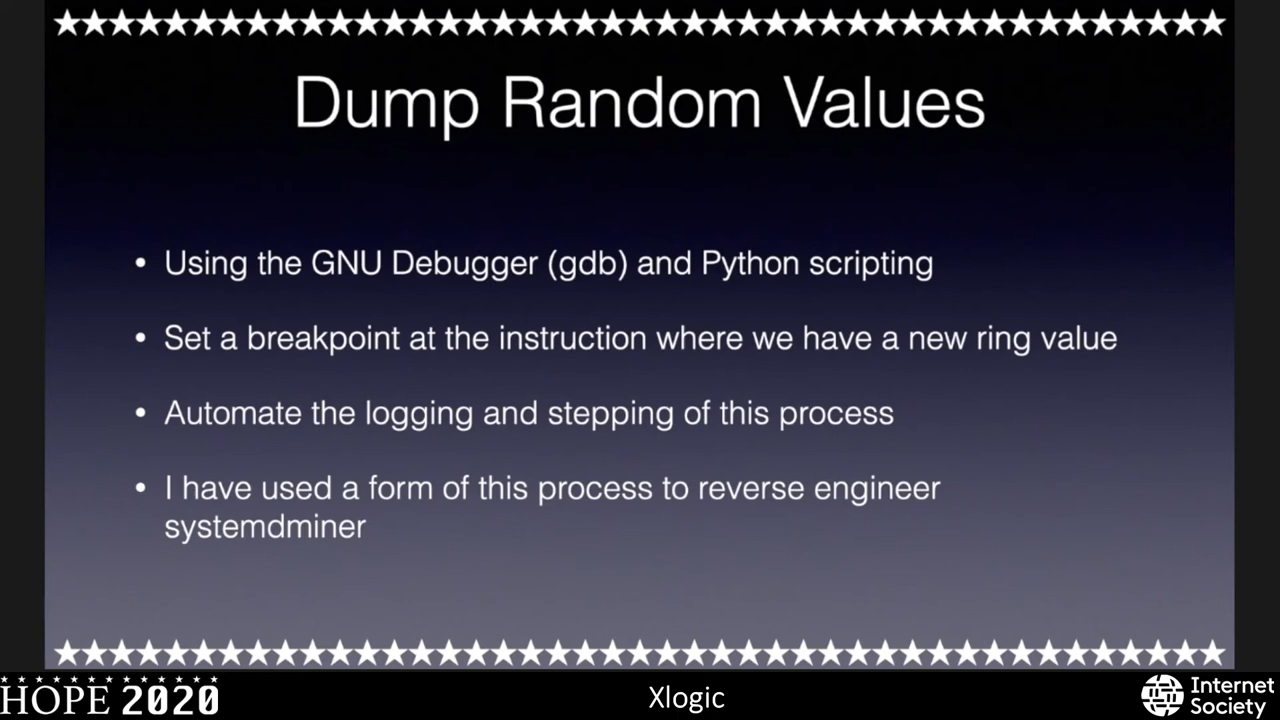 Dump Random Values
• Using the GNU Debugger (gdb) and Python scripting
• Set a breakpoint at the instruction where we have a new ring value
• Automate the logging and stepping of this process
• I have used a form of this process to reverse engineer
systemdminer
HOPE 2020
Xlogic
Internet
Society